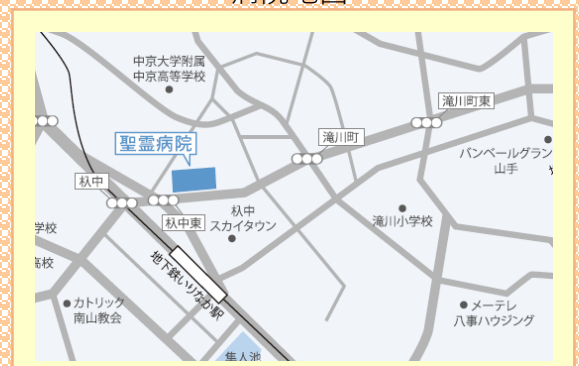 病院地図
中京大学附属
中京高等学校
滝川町東
滝川町
聖霊病院
バンベールグラン
山手
杁中
杁中東
杁中
スカイタウン
滝川小学校
学校
高校
地下鉄いりなか駅
カトリック
南山教会
メーテレ
八事ハウジング
隼人池